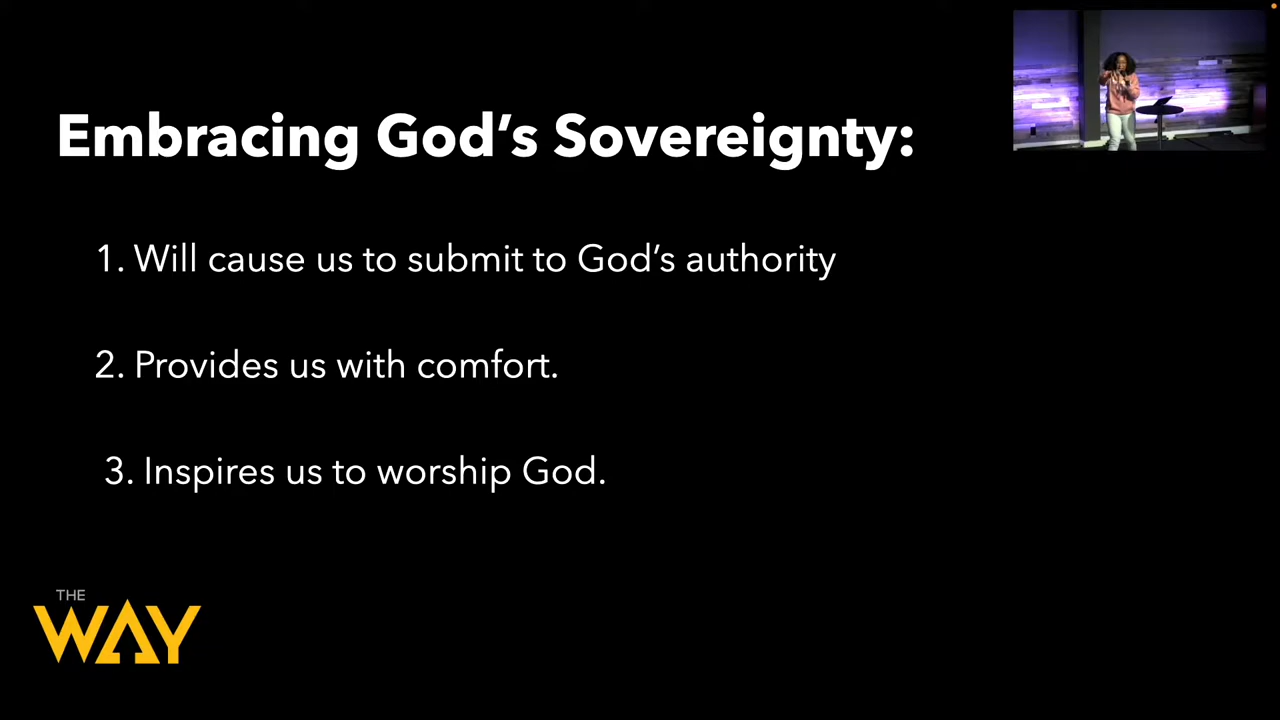 Embracing God’s Sovereignty:
1. Will cause us to submit to God’s authority
2. Provides us with comfort.
3. Inspires us to worship God.
THE
WAY